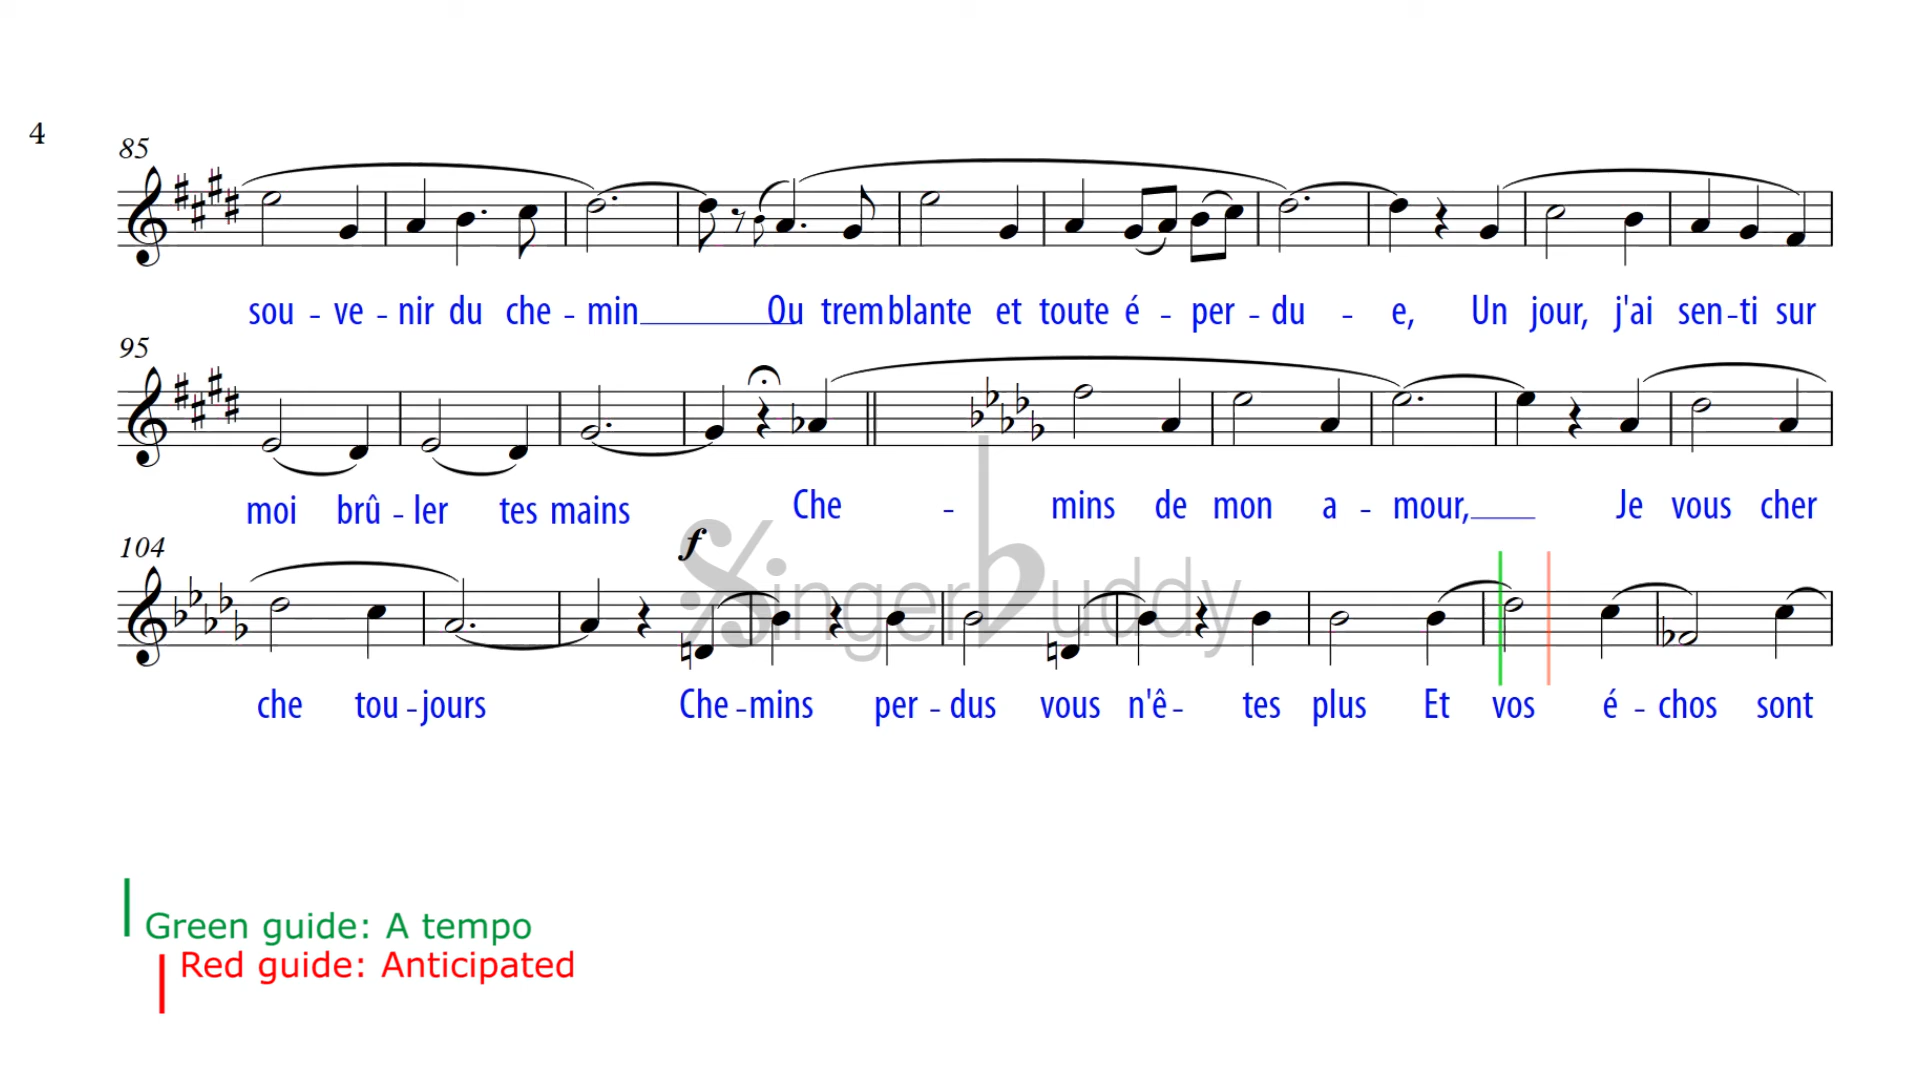 4
85
sou - ve - nir du che - min Ou tremblante et toute é - per - du - e, Un jour, j'ai sen-ti sur
95
moi brû - ler tes mains Che - mins de mon a - mour, Je vous cher
104
f
che tou-jours Che-mins per - dus vous n'ê- tes plus Et vos é - chos sont
Singer buddy
Green guide: A tempo
Red guide: Anticipated